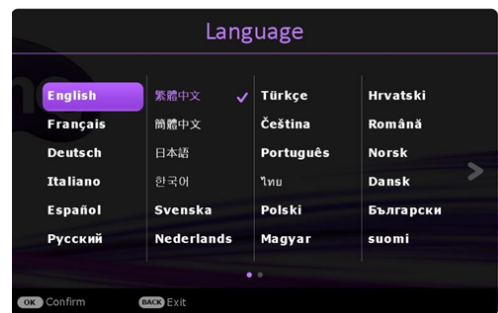 Language
English
Français
Deutsch
Italiano
Español
Русский
繁體中文
簡體中文
日本語
한국어
Svenska
Nederlands
Türkçe
Čeština
Português
ไทย
Polski
Magyar
Hrvatski
Română
Norsk
Dansk
Български
suomi
OK Confirm
BACK Exit